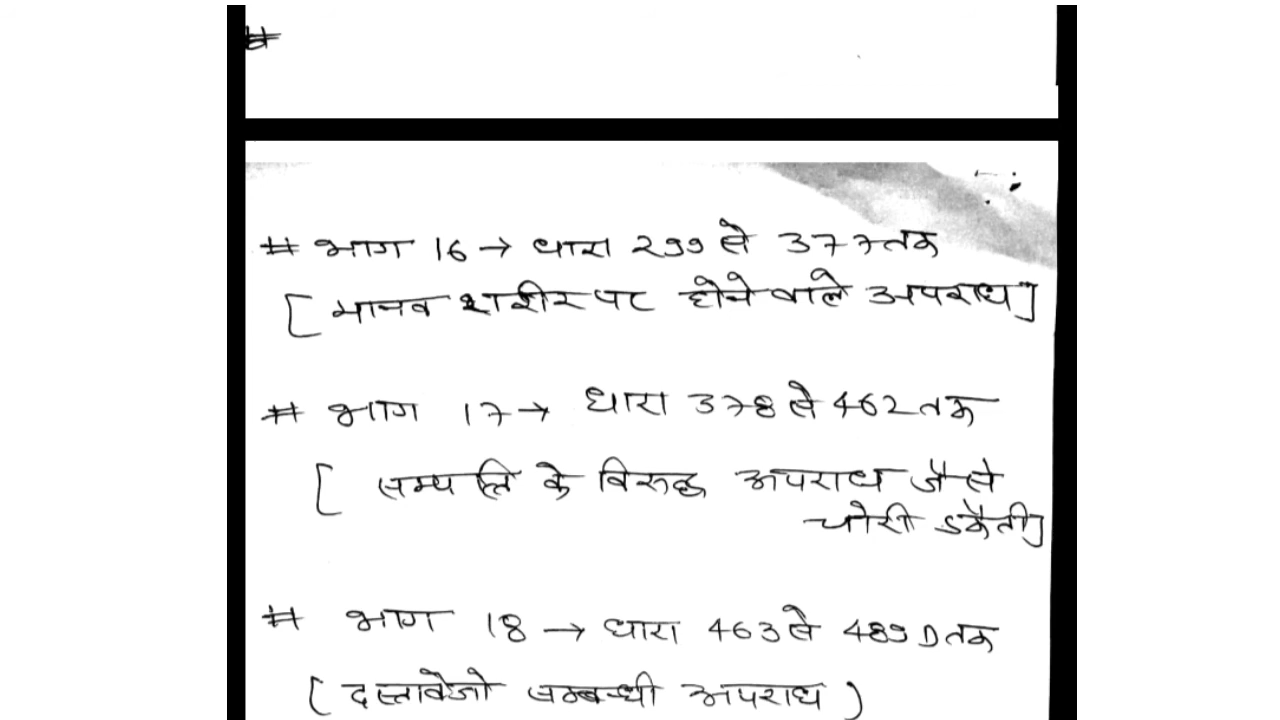 #
# भाग 16 → धारा 299 से 377 तक
[ मानव शरीर पर होने वाले अपराध ]
# भाग 17 → धारा 378 से 462 तक
[ सम्पत्ति के विरुद्ध अपराध जैसे
चोरी डकैती ]
# भाग 18 → धारा 463 से 489 D तक
( दस्तावेजो सम्बन्धी अपराध )